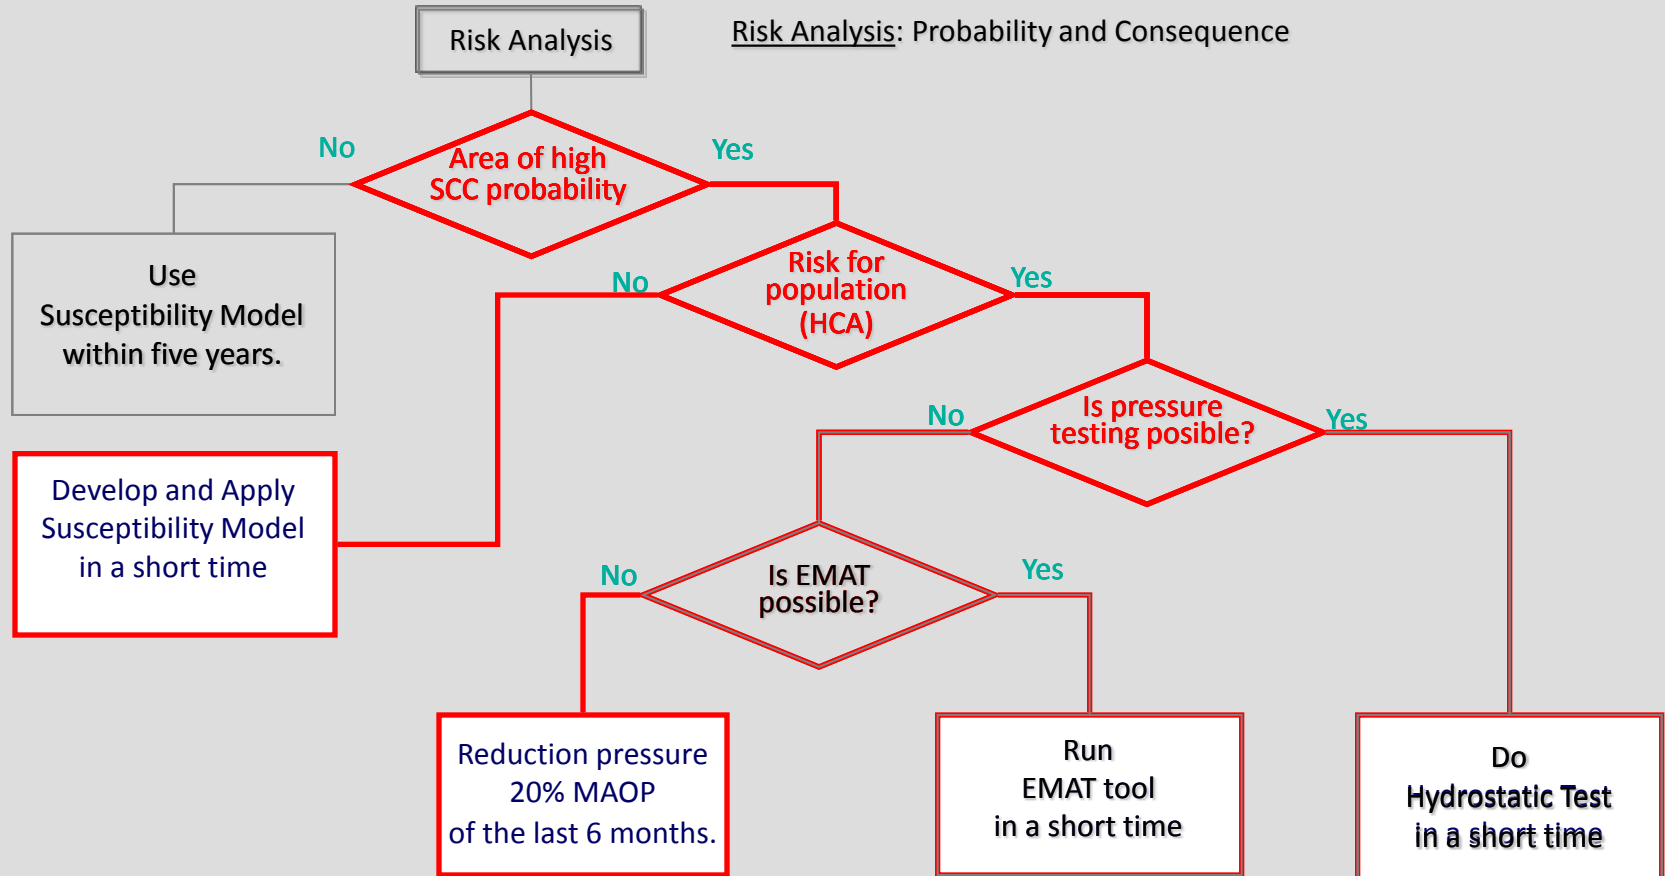 Risk Analysis
Risk Analysis: Probability and Consequence
No
Yes
Area of high
SCC probability
Use
Susceptibility Model
within five years.
No
Yes
Risk for
population
(HCA)
Develop and Apply
Susceptibility Model
in a short time
No
Yes
Is pressure
testing posible?
No
Yes
Is EMAT
possible?
Reduction pressure
20% MAOP
of the last 6 months.
Run
EMAT tool
in a short time
Do
Hydrostatic Test
in a short time